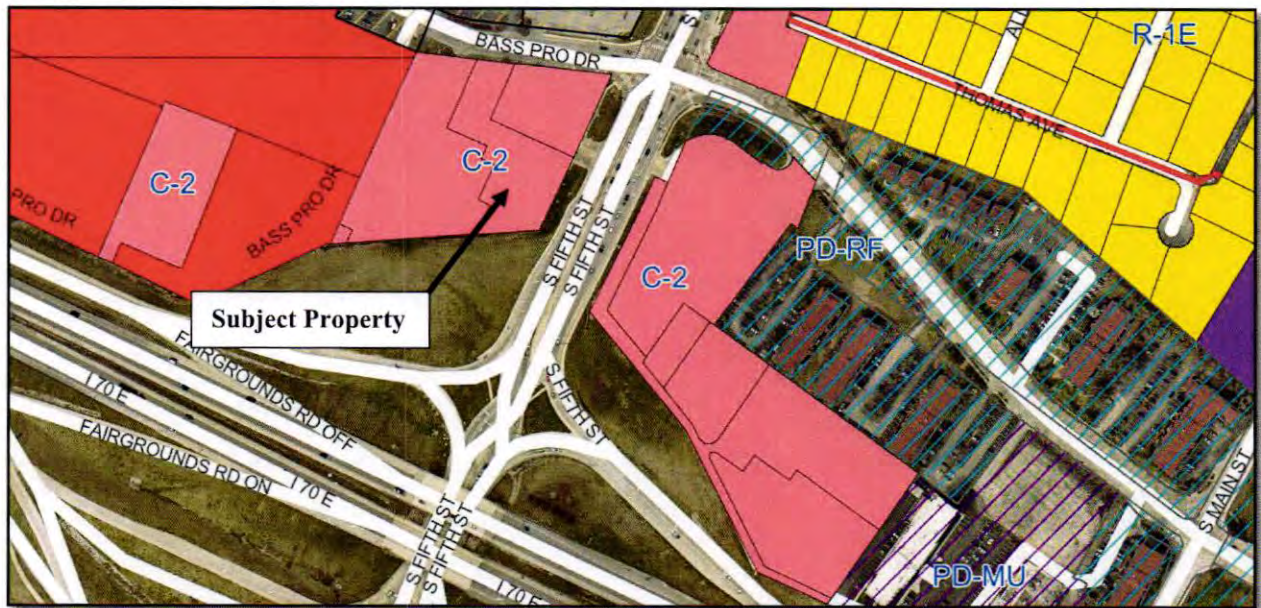 S
BASS PRO DR
R-1E
THOMAS AVE
C-2
C-2
PRO DR
BASS PRO DR
S FIFTH ST
S FIFTH ST
PD-RF
C-2
Subject Property
FAIRGROUNDS RD OFF
I 70 E
FAIRGROUNDS RD ON
I 70 E
S FIFTH ST
S FIFTH ST
S FIFTH ST
I 70 E
I 70 E
S MAIN ST
PD-MU